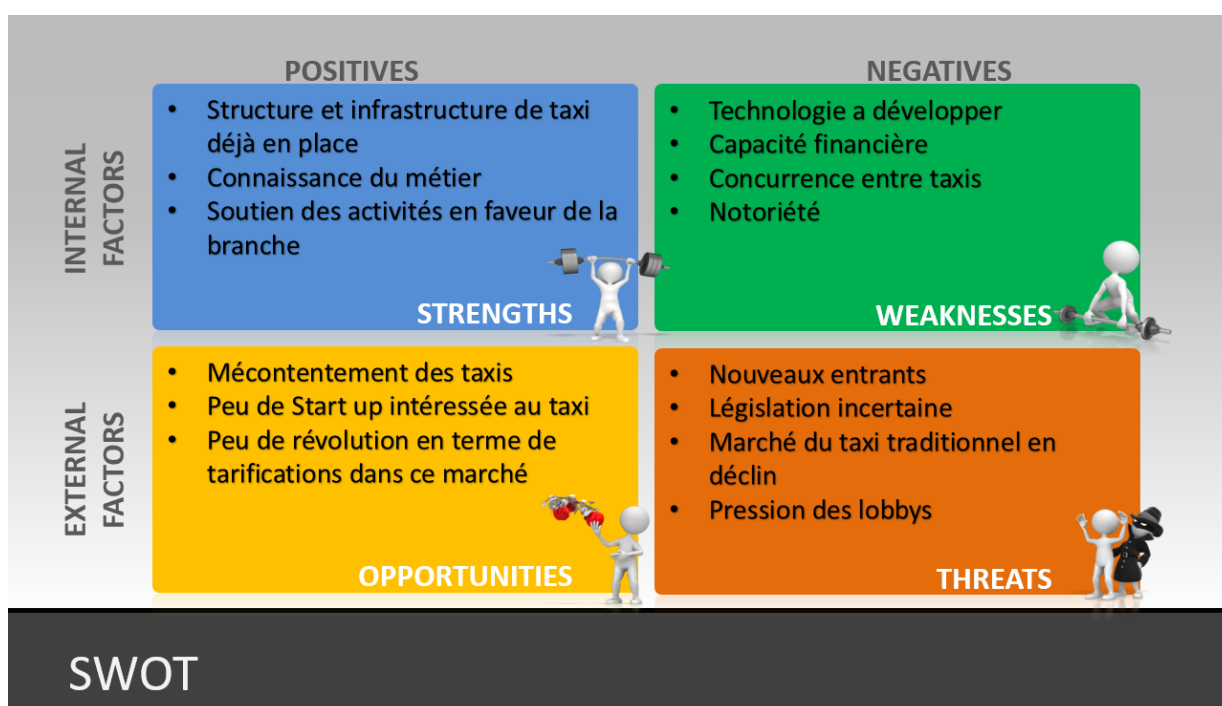 POSITIVES
NEGATIVES
INTERNAL
FACTORS
• Structure et infrastructure de taxi
déjà en place
• Connaissance du métier
• Soutien des activités en faveur de la
branche
STRENGTHS
• Technologie a développer
• Capacité financière
• Concurrence entre taxis
• Notoriété
WEAKNESSES
EXTERNAL
FACTORS
• Mécontentement des taxis
• Peu de Start up intéressée au taxi
• Peu de révolution en terme de
tarifications dans ce marché
OPPORTUNITIES
• Nouveaux entrants
• Législation incertaine
• Marché du taxi traditionnel en
déclin
• Pression des lobbys
THREATS
SWOT